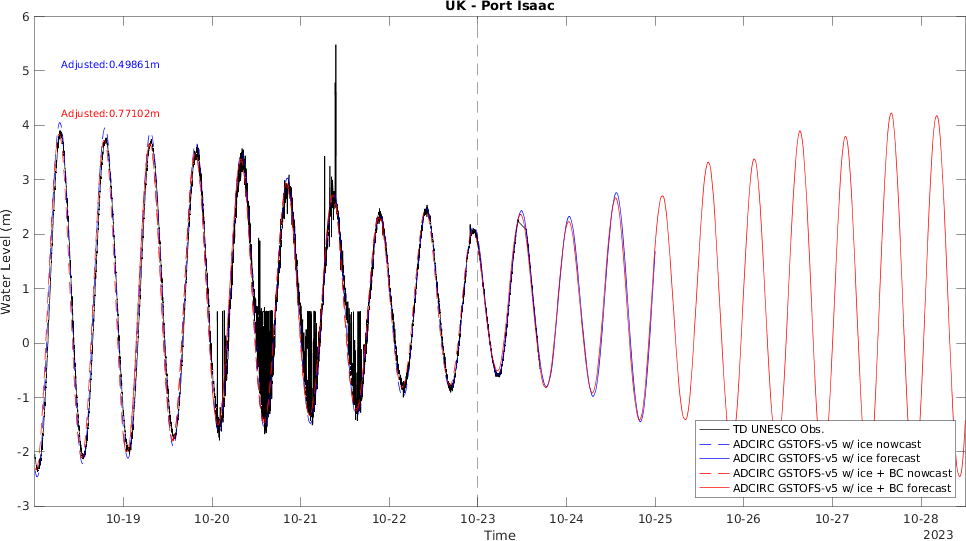 UK - Port Isaac
6
5
4
3
2
1
0
-1
-2
-3
Water Level (m)
Adjusted:0.49861m
Adjusted:0.77102m
TD UNESCO Obs.
ADCIRC GSTOFS-v5 w/ ice nowcast
ADCIRC GSTOFS-v5 w/ ice forecast
ADCIRC GSTOFS-v5 w/ ice + BC nowcast
ADCIRC GSTOFS-v5 w/ ice + BC forecast
10-19 10-20 10-21 10-22 10-23 10-24 10-25 10-26 10-27 10-28
Time
2023